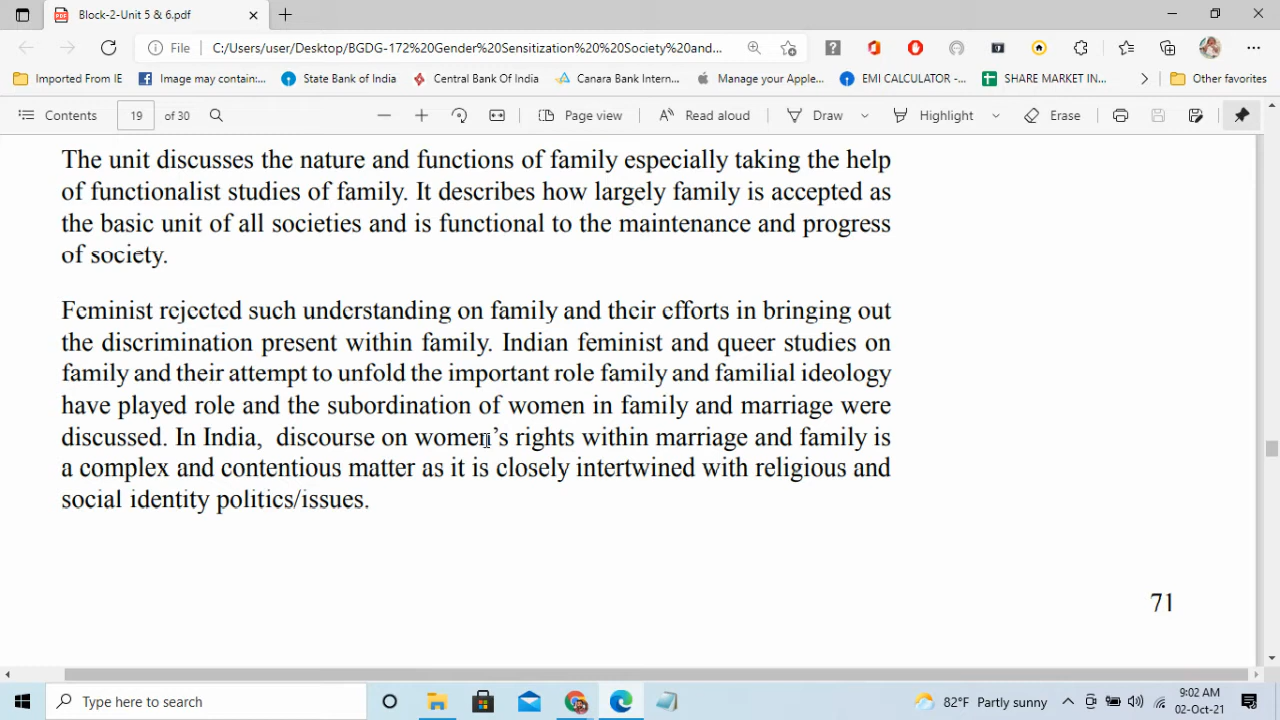 Block-2-Unit 5 & 6.pdf
File C:/Users/user/Desktop/BGDG-172%20Gender%20Sensitization%20%20Society%20and...
Imported From IE Image may contain:... State Bank of India Central Bank Of India Canara Bank Intern... Manage your Apple... EMI CALCULATOR -... SHARE MARKET IN... Other favorites
Contents 19 of 30 Page view Read aloud Draw Highlight Erase
The unit discusses the nature and functions of family especially taking the help
of functionalist studies of family. It describes how largely family is accepted as
the basic unit of all societies and is functional to the maintenance and progress
of society.
Feminist rejected such understanding on family and their efforts in bringing out
the discrimination present within family. Indian feminist and queer studies on
family and their attempt to unfold the important role family and familial ideology
have played role and the subordination of women in family and marriage were
discussed. In India, discourse on women's rights within marriage and family is
a complex and contentious matter as it is closely intertwined with religious and
social identity politics/issues.
71
Type here to search 82°F Partly sunny 9:02 AM
02-Oct-21